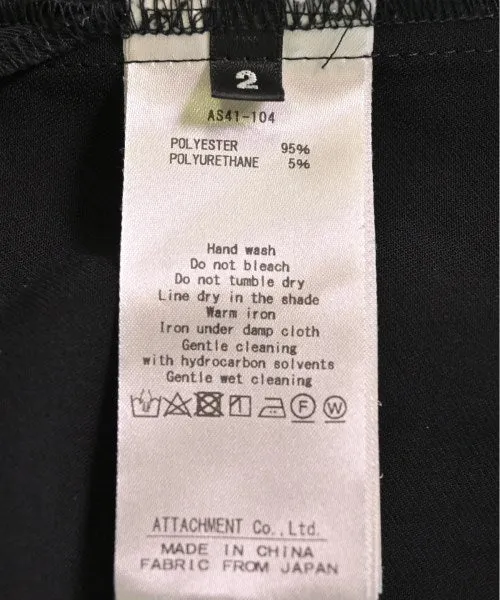 2
AS41-104
POLYESTER 95%
POLYURETHANE 5%
Hand wash
Do not bleach
Do not tumble dry
Line dry in the shade
Warm iron
Iron under damp cloth
Gentle cleaning
with hydrocarbon solvents
Gentle wet cleaning
F W
ATTACHMENT Co.,Ltd.
MADE IN CHINA
FABRIC FROM JAPAN